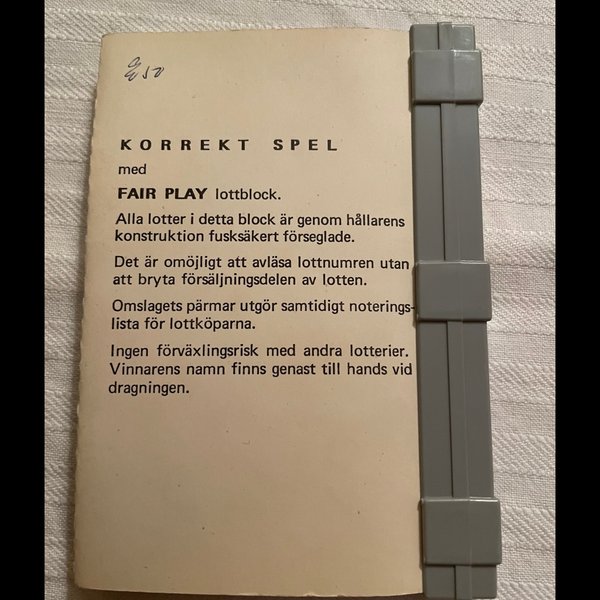 50
KORREKT SPEL
med
FAIR PLAY lottblock.
Alla lotter i detta block är genom hållarens
konstruktion fusksäkert förseglade.
Det är omöjligt att avläsa lottnumren utan
att bryta försäljningsdelen av lotten.
Omslagets pärmar utgör samtidigt noterings-
lista för lottköparna.
Ingen förväxlingsrisk med andra lotterier.
Vinnarens namn finns genast till hands vid
dragningen.